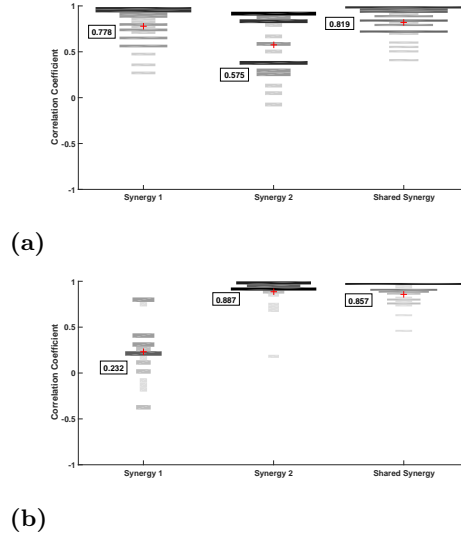 1
0.778
0.819
0.5
0.575
0
-0.5
-1
Correlation Coefficient
Synergy 1 Synergy 2 Shared Synergy
(a)
1
0.887
0.857
0.5
0.232
0
-0.5
-1
Correlation Coefficient
Synergy 1 Synergy 2 Shared Synergy
(b)